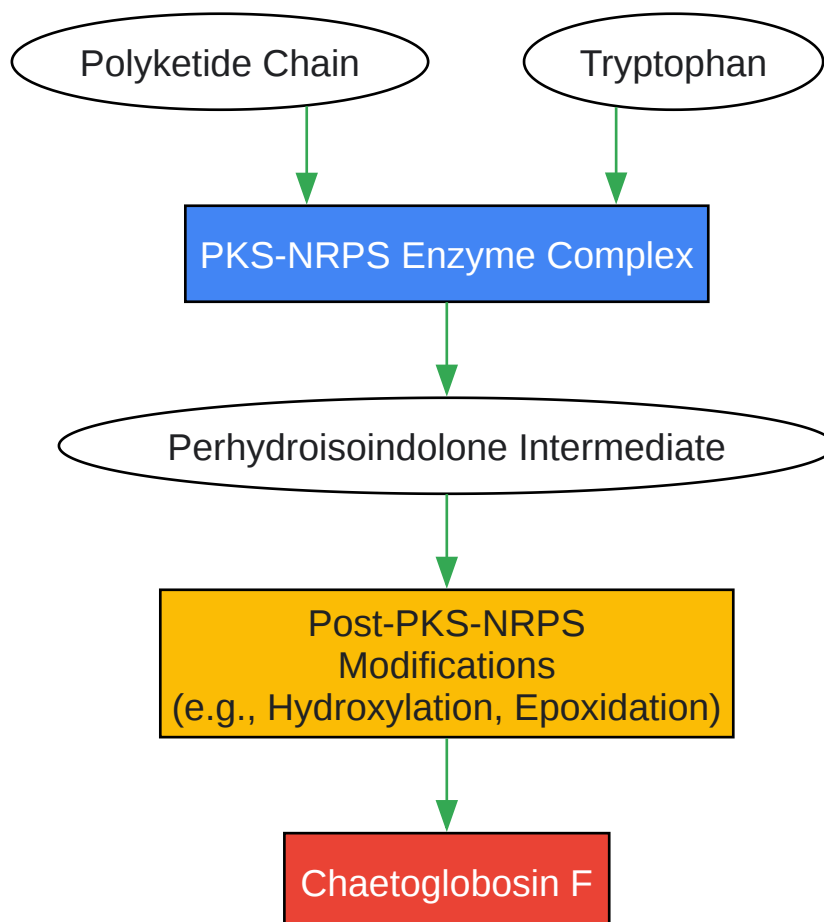 Polyketide Chain
Tryptophan
PKS-NRPS Enzyme Complex
Perhydroisoindolone Intermediate
Post-PKS-NRPS
Modifications
(e.g., Hydroxylation, Epoxidation)
Chaetoglobosin F